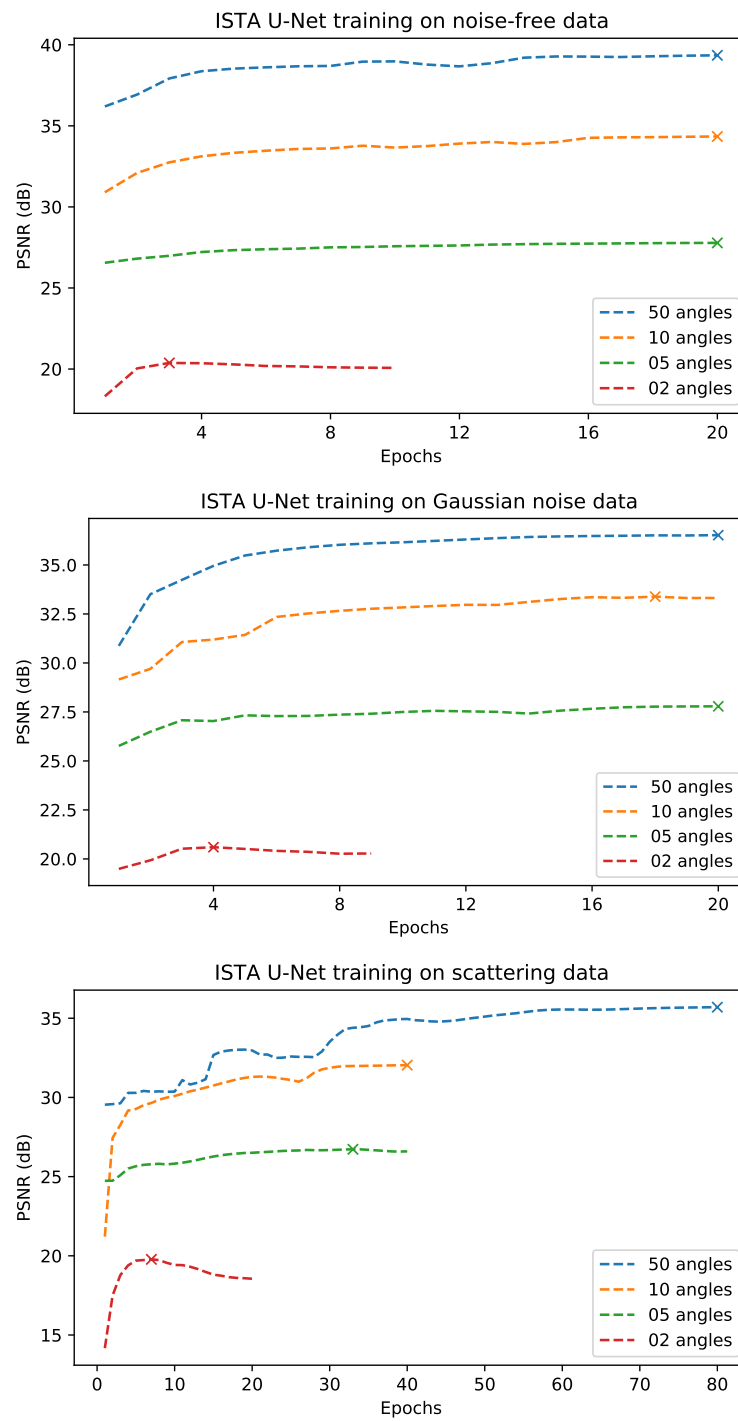 ISTA U-Net training on noise-free data
40
35
30
25
20
PSNR (dB)
50 angles
10 angles
05 angles
02 angles
4 8 12 16 20
Epochs
ISTA U-Net training on Gaussian noise data
35.0
32.5
30.0
27.5
25.0
22.5
20.0
PSNR (dB)
50 angles
10 angles
05 angles
02 angles
4 8 12 16 20
Epochs
ISTA U-Net training on scattering data
35
30
25
20
15
PSNR (dB)
50 angles
10 angles
05 angles
02 angles
0 10 20 30 40 50 60 70 80
Epochs